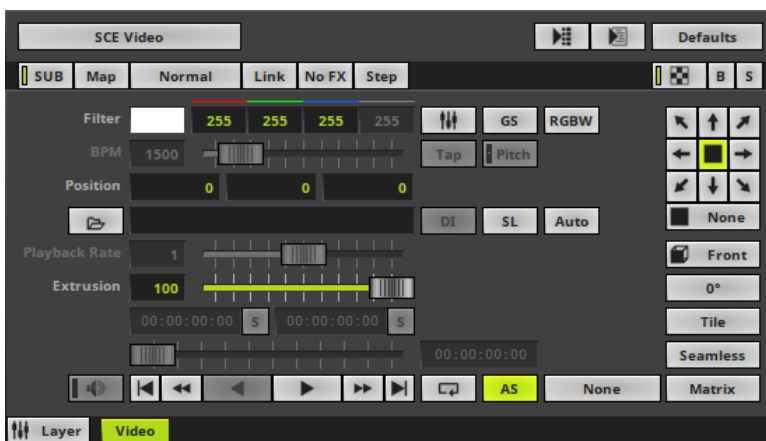 SCE Video Defaults
SUB Map Normal Link No FX Step B S
Filter 255 255 255 255 GS RGBW
BPM 1500 Tap Pitch
Position 0 0 0
DI SL Auto None
Playback Rate 1 Front
Extrusion 100 0°
00:00:00:00 S 00:00:00:00 S Tile
00:00:00:00 Seamless
AS None Matrix
Layer Video